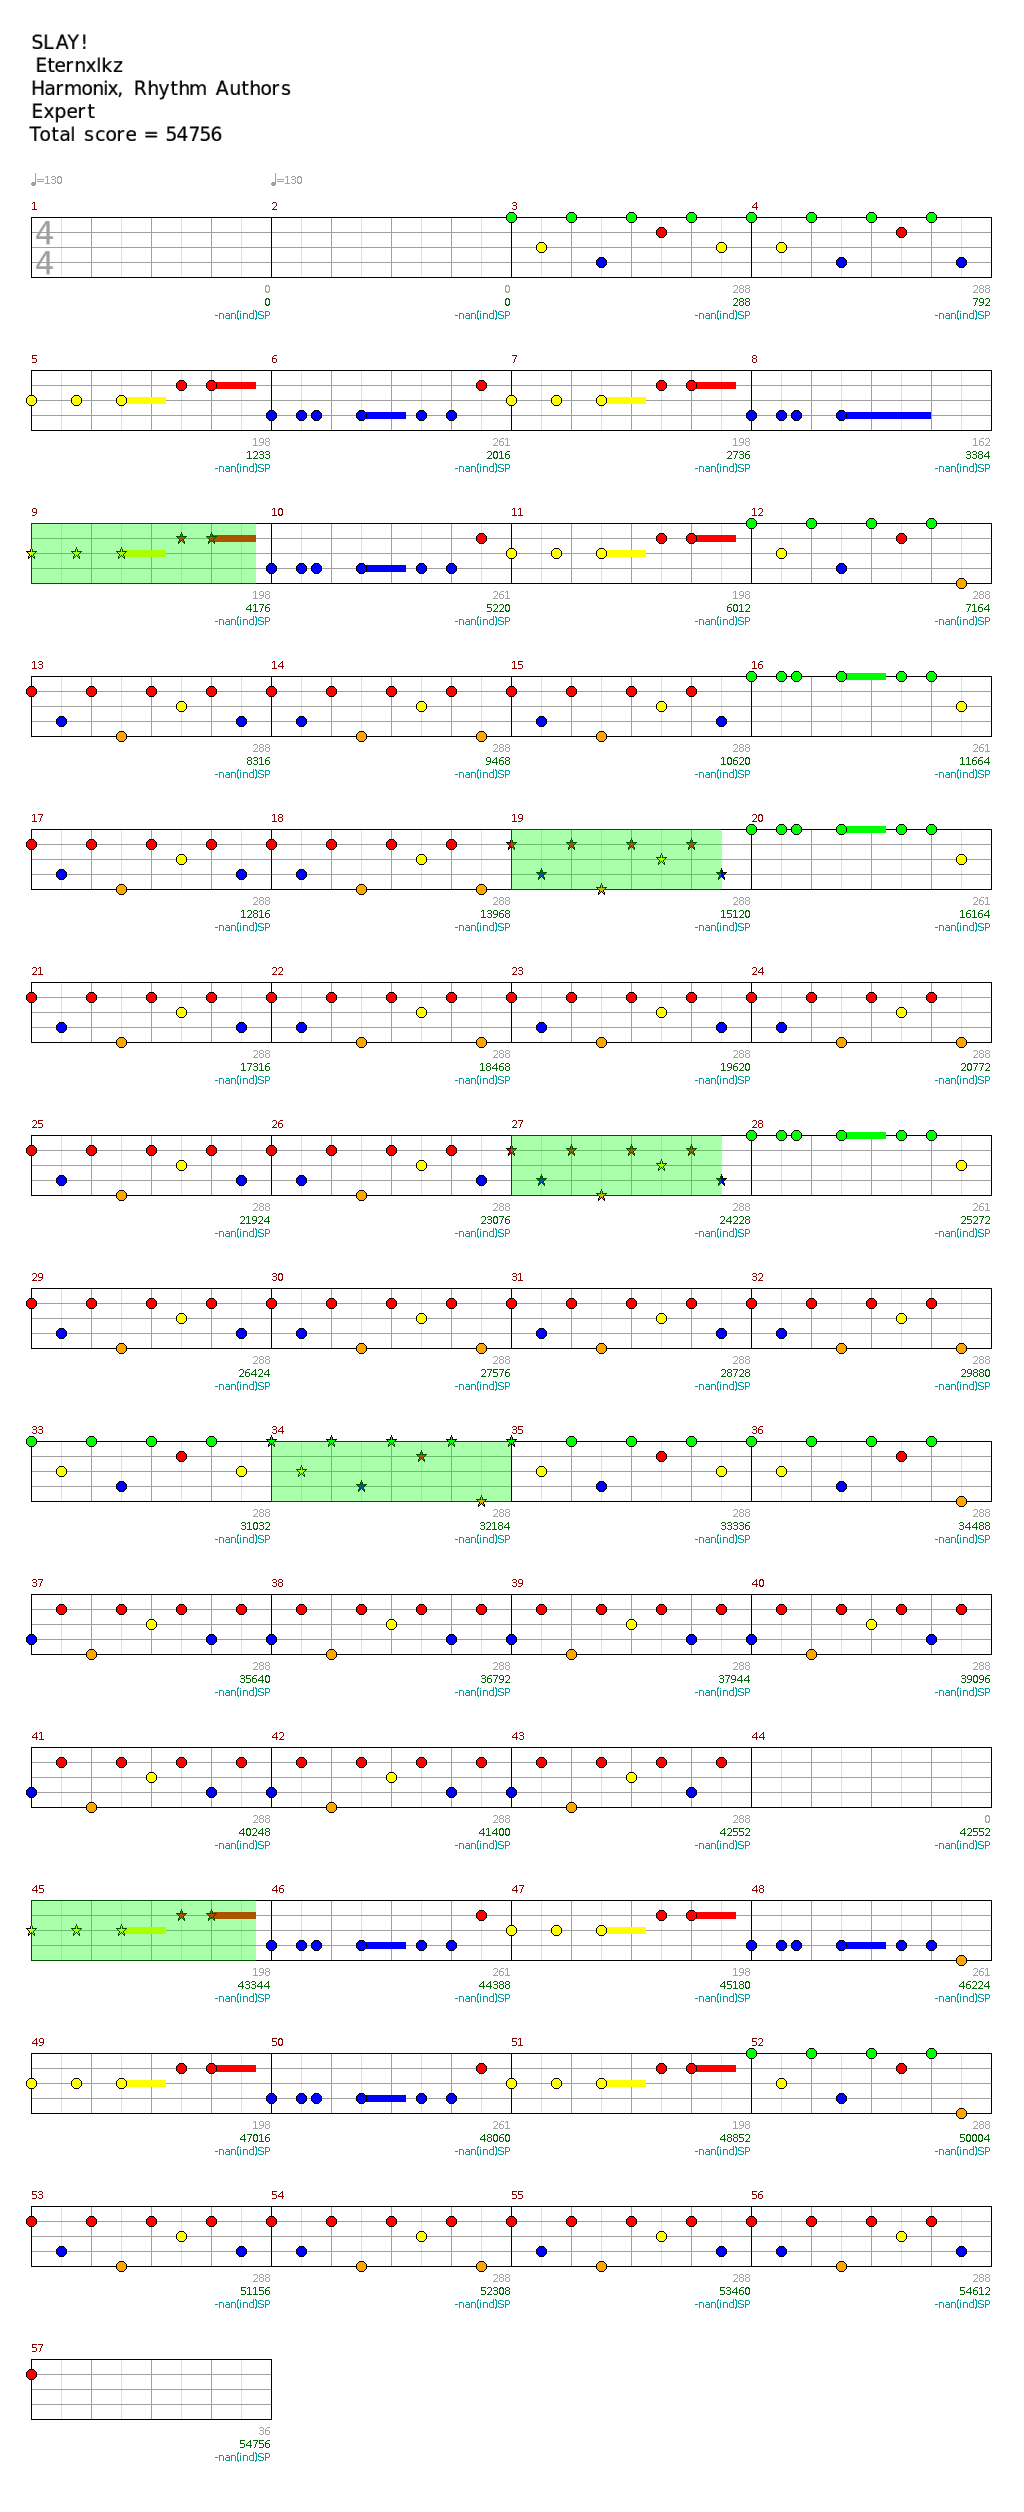 SLAY!
Eternxlkz
Harmonix, Rhythm Authors
Expert
Total score = 54756
♩=130 ♩=130
1 2 3 4
4
4
0 0 288 288
0 0 288 792
-nan(ind)SP -nan(ind)SP -nan(ind)SP -nan(ind)SP
5 6 7 8
198 261 198 162
1233 2016 2736 3384
-nan(ind)SP -nan(ind)SP -nan(ind)SP -nan(ind)SP
9 10 11 12
198 261 198 288
4176 5220 6012 7164
-nan(ind)SP -nan(ind)SP -nan(ind)SP -nan(ind)SP
13 14 15 16
288 288 288 261
8316 9468 10620 11664
-nan(ind)SP -nan(ind)SP -nan(ind)SP -nan(ind)SP
17 18 19 20
288 288 288 261
12816 13968 15120 16164
-nan(ind)SP -nan(ind)SP -nan(ind)SP -nan(ind)SP
21 22 23 24
288 288 288 288
17316 18468 19620 20772
-nan(ind)SP -nan(ind)SP -nan(ind)SP -nan(ind)SP
25 26 27 28
288 288 288 261
21924 23076 24228 25272
-nan(ind)SP -nan(ind)SP -nan(ind)SP -nan(ind)SP
29 30 31 32
288 288 288 288
26424 27576 28728 29880
-nan(ind)SP -nan(ind)SP -nan(ind)SP -nan(ind)SP
33 34 35 36
288 288 288 288
31032 32184 33336 34488
-nan(ind)SP -nan(ind)SP -nan(ind)SP -nan(ind)SP
37 38 39 40
288 288 288 288
35640 36792 37944 39096
-nan(ind)SP -nan(ind)SP -nan(ind)SP -nan(ind)SP
41 42 43 44
288 288 288 0
40248 41400 42552 42552
-nan(ind)SP -nan(ind)SP -nan(ind)SP -nan(ind)SP
45 46 47 48
198 261 198 261
43344 44388 45180 46224
-nan(ind)SP -nan(ind)SP -nan(ind)SP -nan(ind)SP
49 50 51 52
198 261 198 288
47016 48060 48852 50004
-nan(ind)SP -nan(ind)SP -nan(ind)SP -nan(ind)SP
53 54 55 56
288 288 288 288
51156 52308 53460 54612
-nan(ind)SP -nan(ind)SP -nan(ind)SP -nan(ind)SP
57
36
54756
-nan(ind)SP